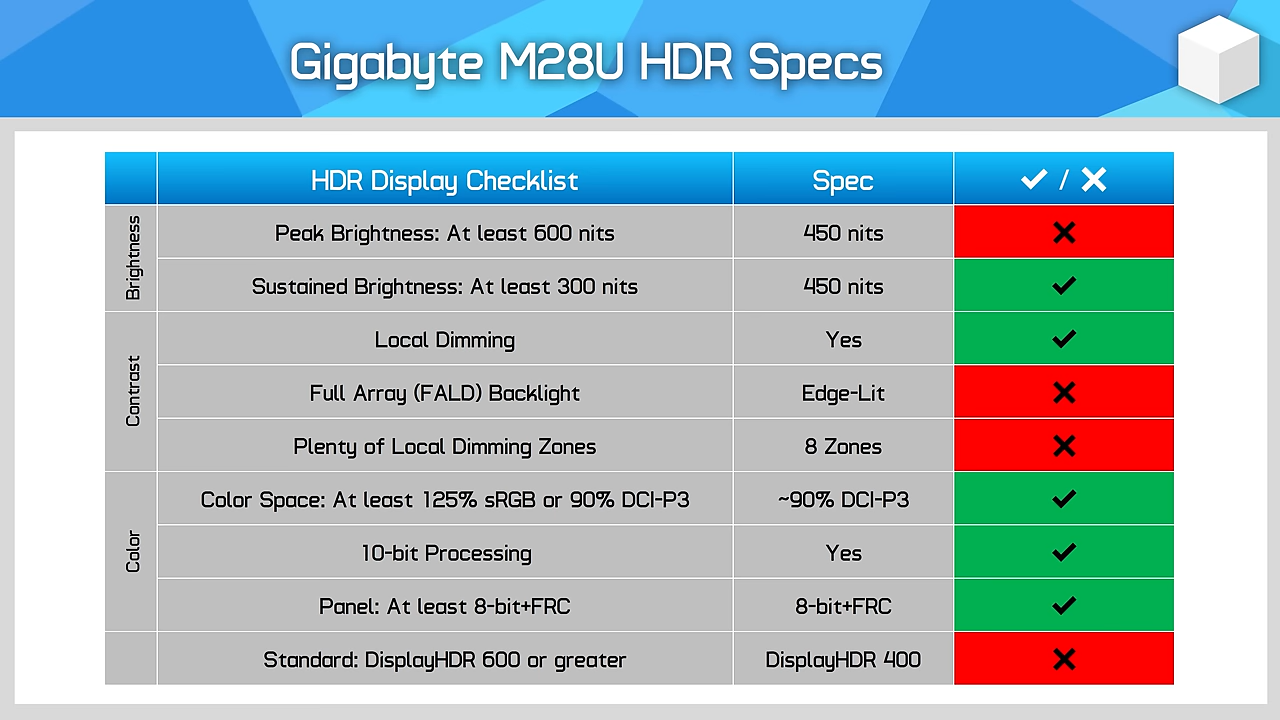 Gigabyte M28U HDR Specs
HDR Display Checklist Spec ✓ / ✕
Brightness
Peak Brightness: At least 600 nits 450 nits ✕
Sustained Brightness: At least 300 nits 450 nits ✓
Contrast
Local Dimming Yes ✓
Full Array (FALD) Backlight Edge-Lit ✕
Plenty of Local Dimming Zones 8 Zones ✕
Color
Color Space: At least 125% sRGB or 90% DCI-P3 ~90% DCI-P3 ✓
10-bit Processing Yes ✓
Panel: At least 8-bit+FRC 8-bit+FRC ✓
Standard: DisplayHDR 600 or greater DisplayHDR 400 ✕